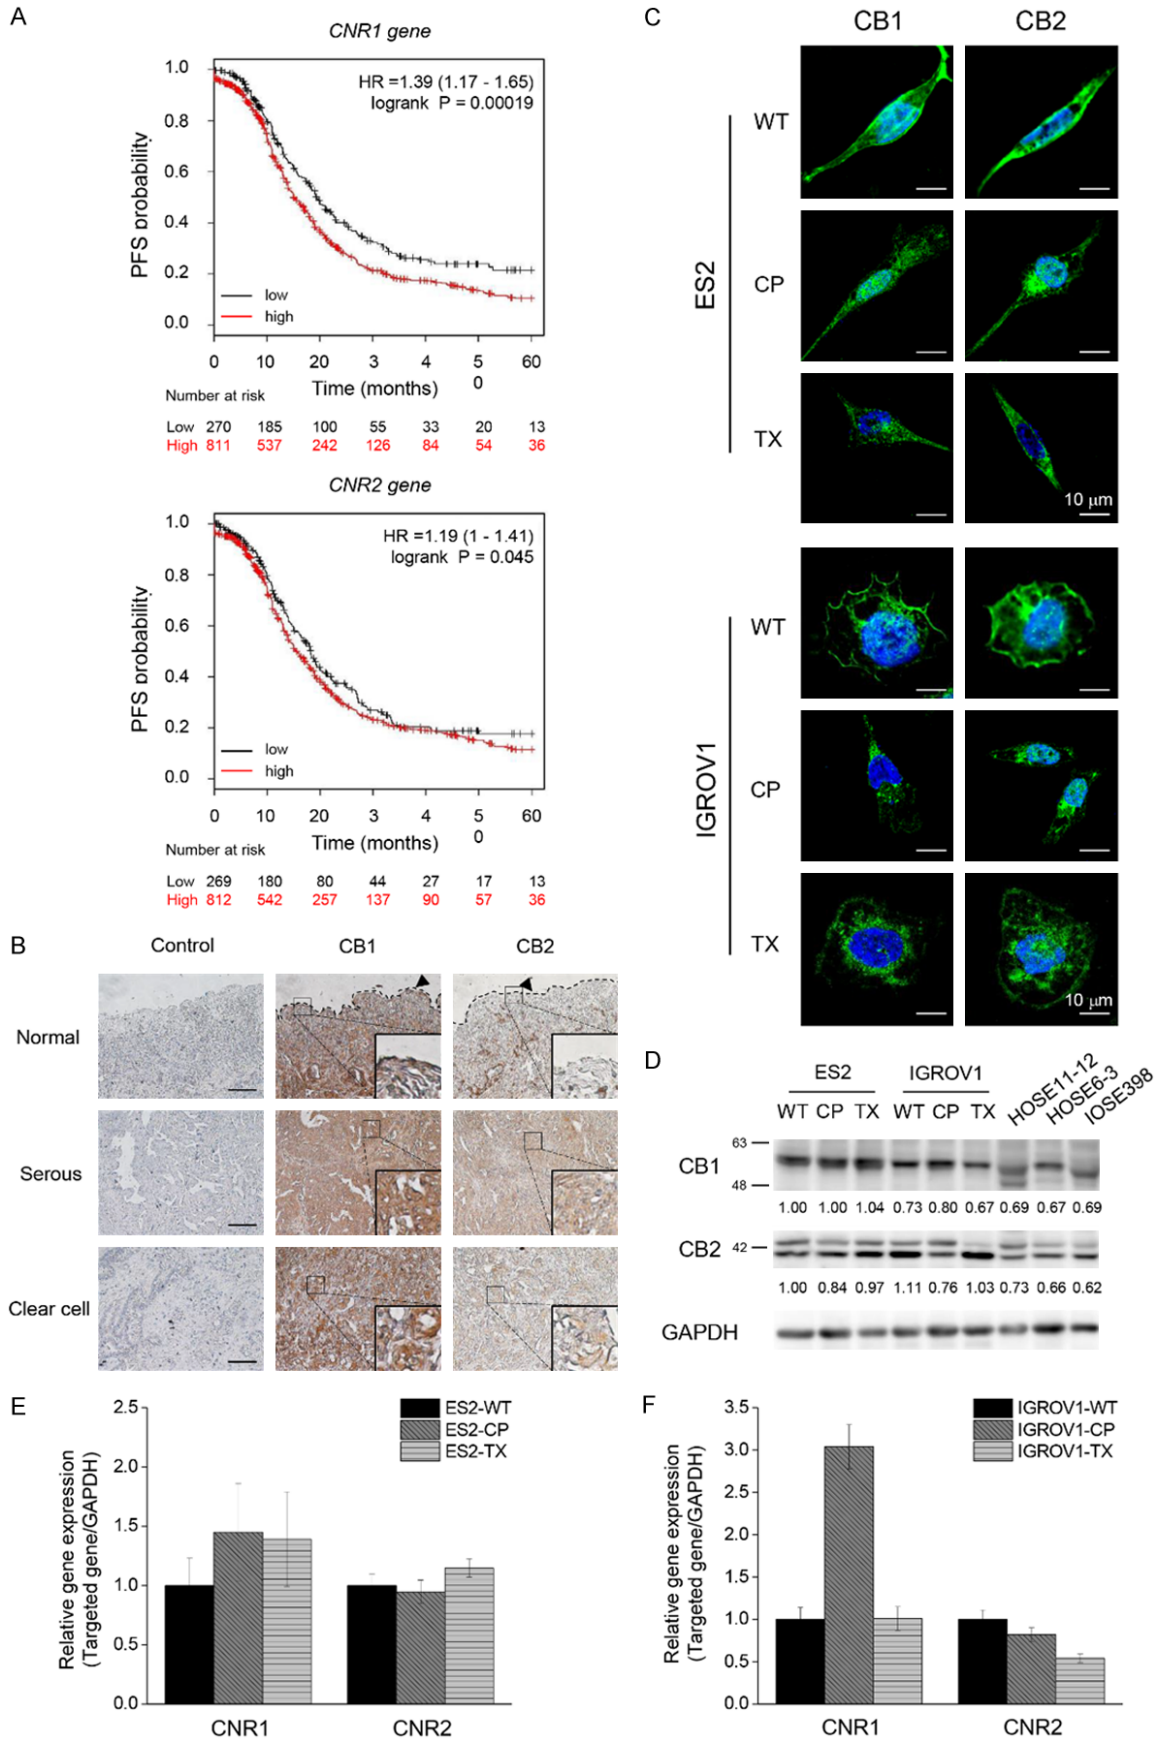 A
CNR1 gene
HR =1.39 (1.17 - 1.65)
logrank P = 0.00019
PFS probability
1.0
0.8
0.6
0.4
0.2
0.0
low
high
0 10 20 3 4 5 60
0
Time (months)
Number at risk
Low 270 185 100 55 33 20 13
High 811 537 242 126 84 54 36
CNR2 gene
HR =1.19 (1 - 1.41)
logrank P = 0.045
PFS probability
1.0
0.8
0.6
0.4
0.2
0.0
low
high
0 10 20 3 4 5 60
0
Time (months)
Number at risk
Low 269 180 80 44 27 17 13
High 812 542 257 137 90 57 36
B
Control CB1 CB2
Normal
Serous
Clear cell
C
CB1 CB2
ES2
WT
CP
TX
10 μm
IGROV1
WT
CP
TX
10 μm
D
ES2 IGROV1
WT CP TX WT CP TX HOSE11-12 HOSE6-3 IOSE398
63
CB1
48
1.00 1.00 1.04 0.73 0.80 0.67 0.69 0.67 0.69
CB2 42
1.00 0.84 0.97 1.11 0.76 1.03 0.73 0.66 0.62
GAPDH
E
Relative gene expression
(Targeted gene/GAPDH)
2.5
2.0
1.5
1.0
0.5
0.0
ES2-WT
ES2-CP
ES2-TX
CNR1 CNR2
F
Relative gene expression
(Targeted gene/GAPDH)
3.5
3.0
2.5
2.0
1.5
1.0
0.5
0.0
IGROV1-WT
IGROV1-CP
IGROV1-TX
CNR1 CNR2